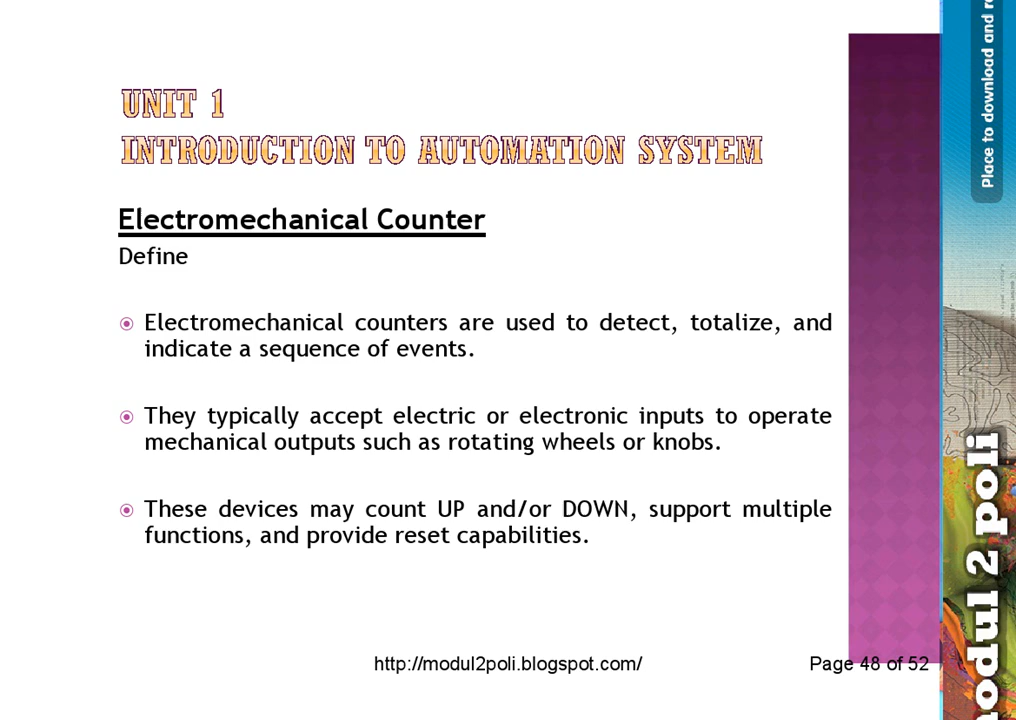 UNIT 1
INTRODUCTION TO AUTOMATION SYSTEM
Electromechanical Counter
Define
Electromechanical counters are used to detect, totalize, and
indicate a sequence of events.
They typically accept electric or electronic inputs to operate
mechanical outputs such as rotating wheels or knobs.
These devices may count UP and/or DOWN, support multiple
functions, and provide reset capabilities.
http://modul2poli.blogspot.com/
Page 48 of 52
Place to download and
odul 2 poli